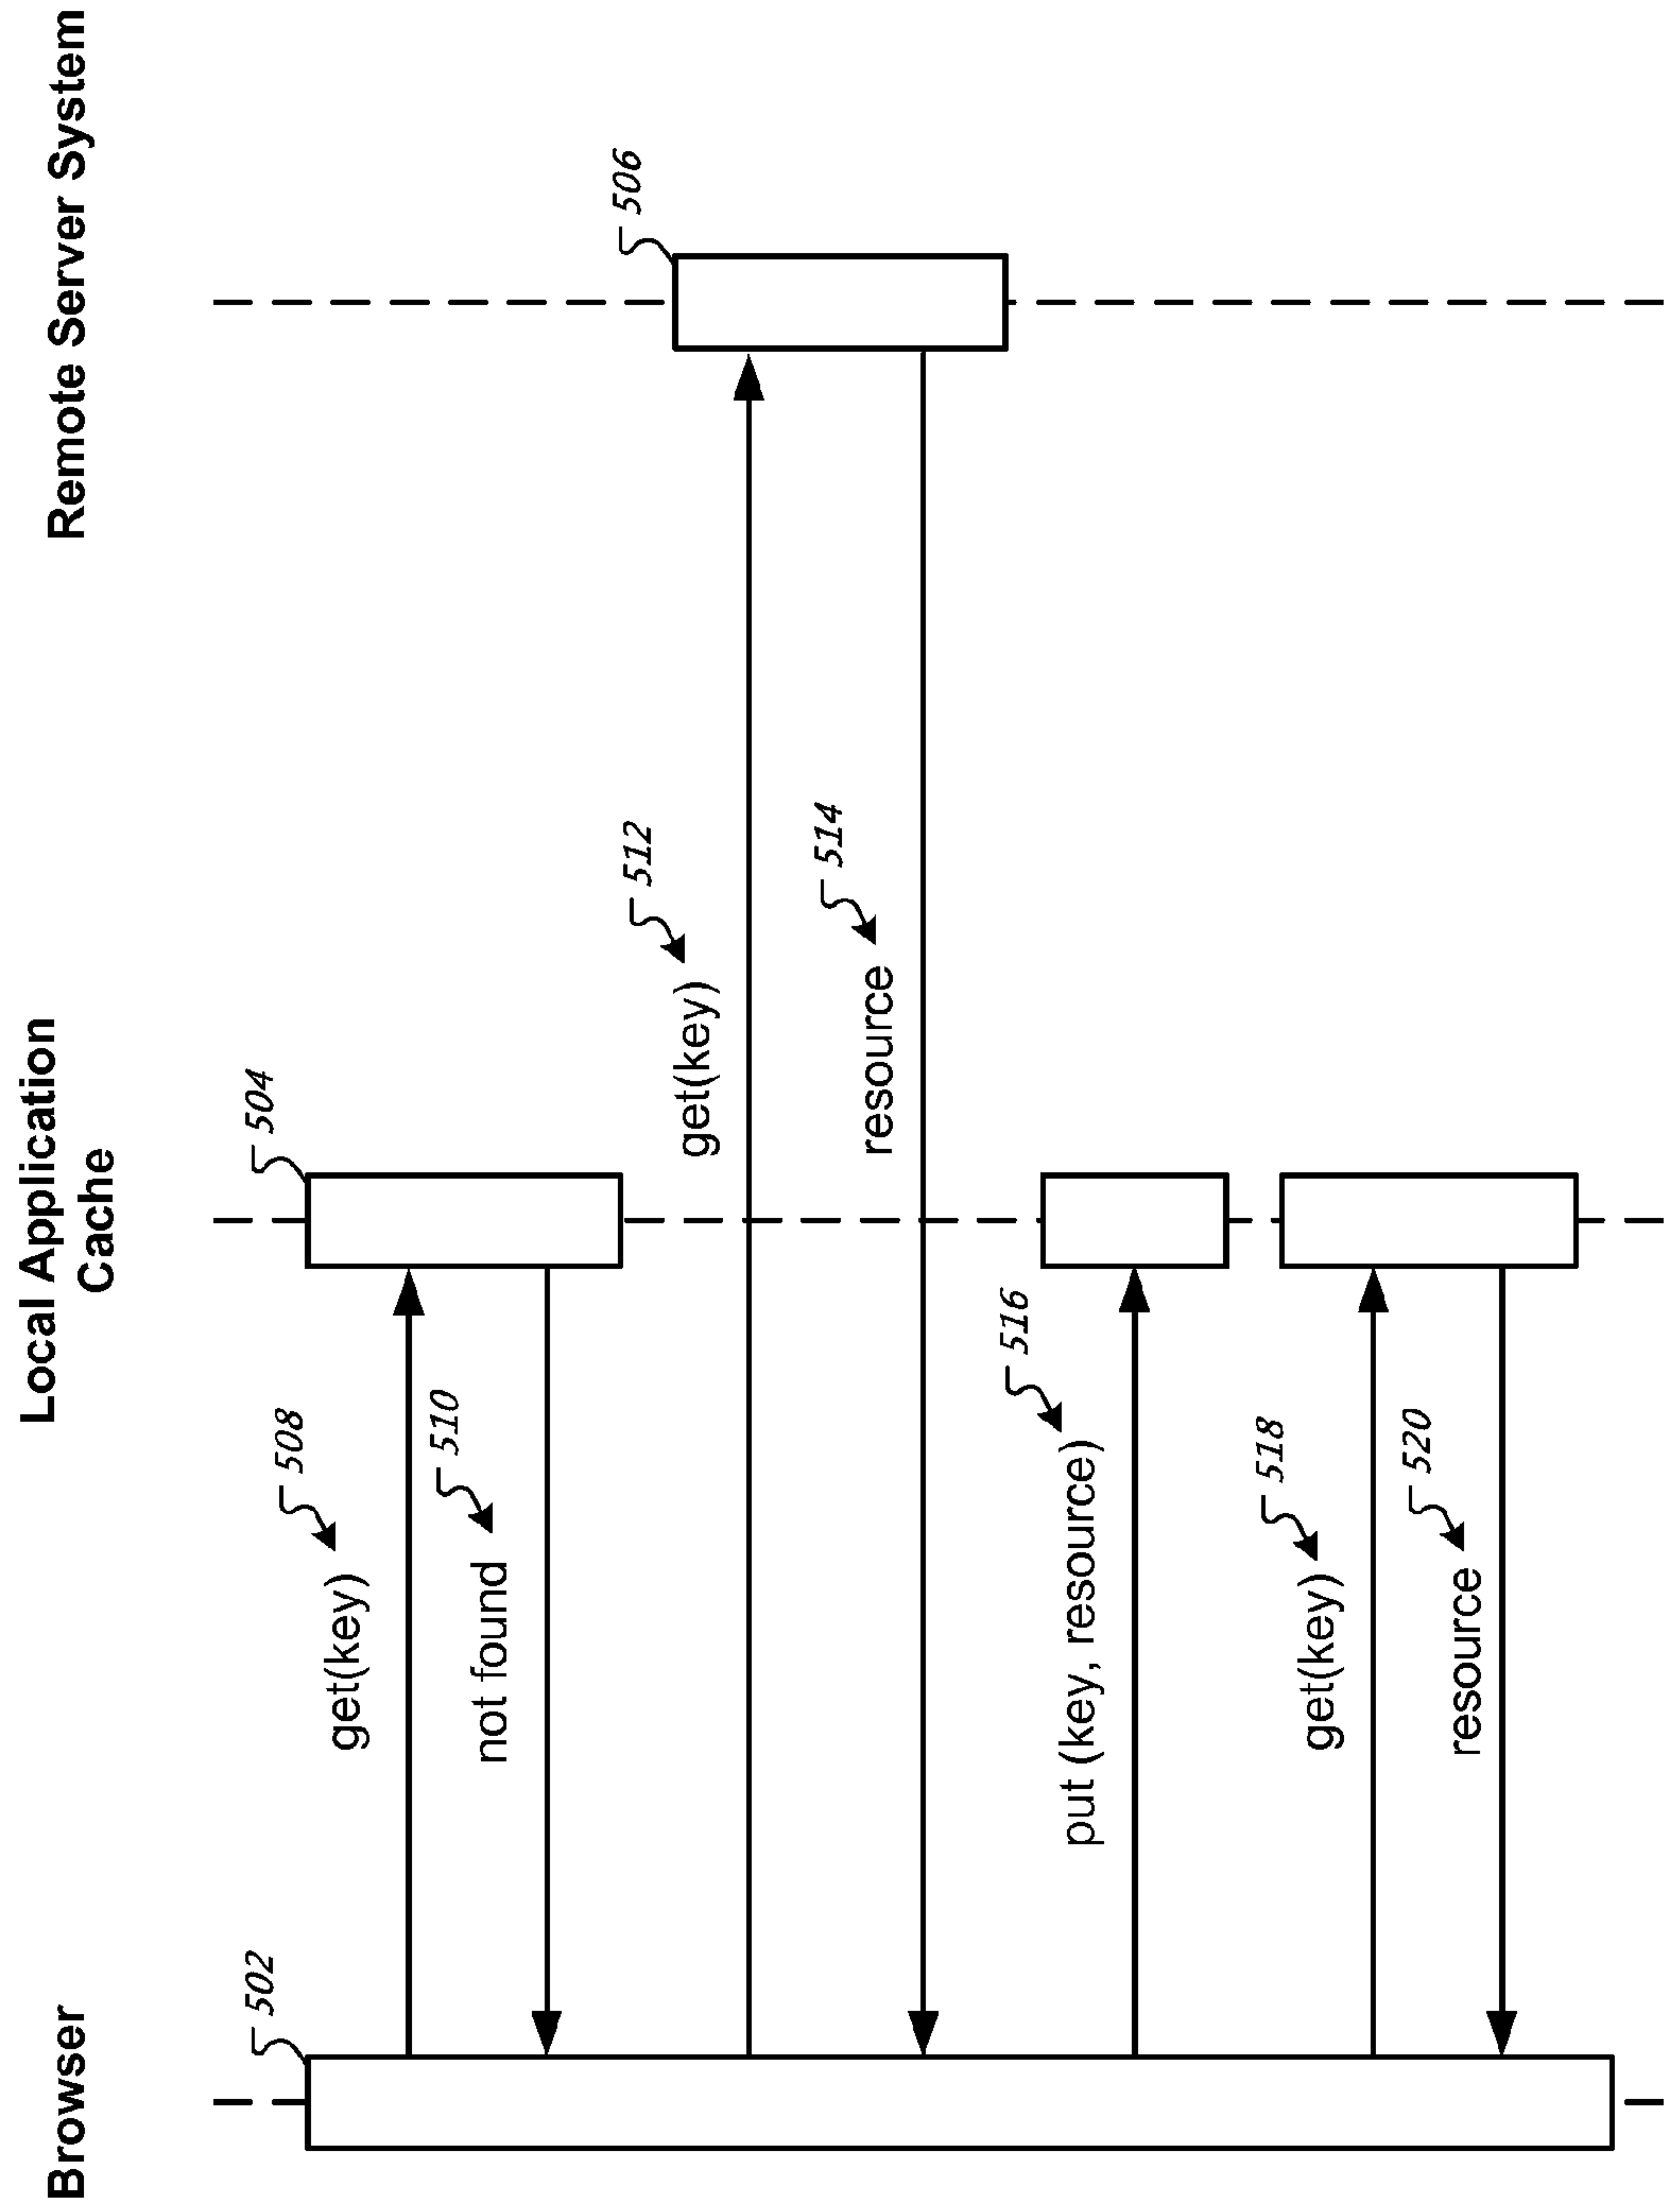 Browser
Local Application
Cache
Remote Server System
502
504
506
get(key)
508
not found
510
get(key)
512
resource
514
put (key, resource)
516
get(key)
518
resource
520